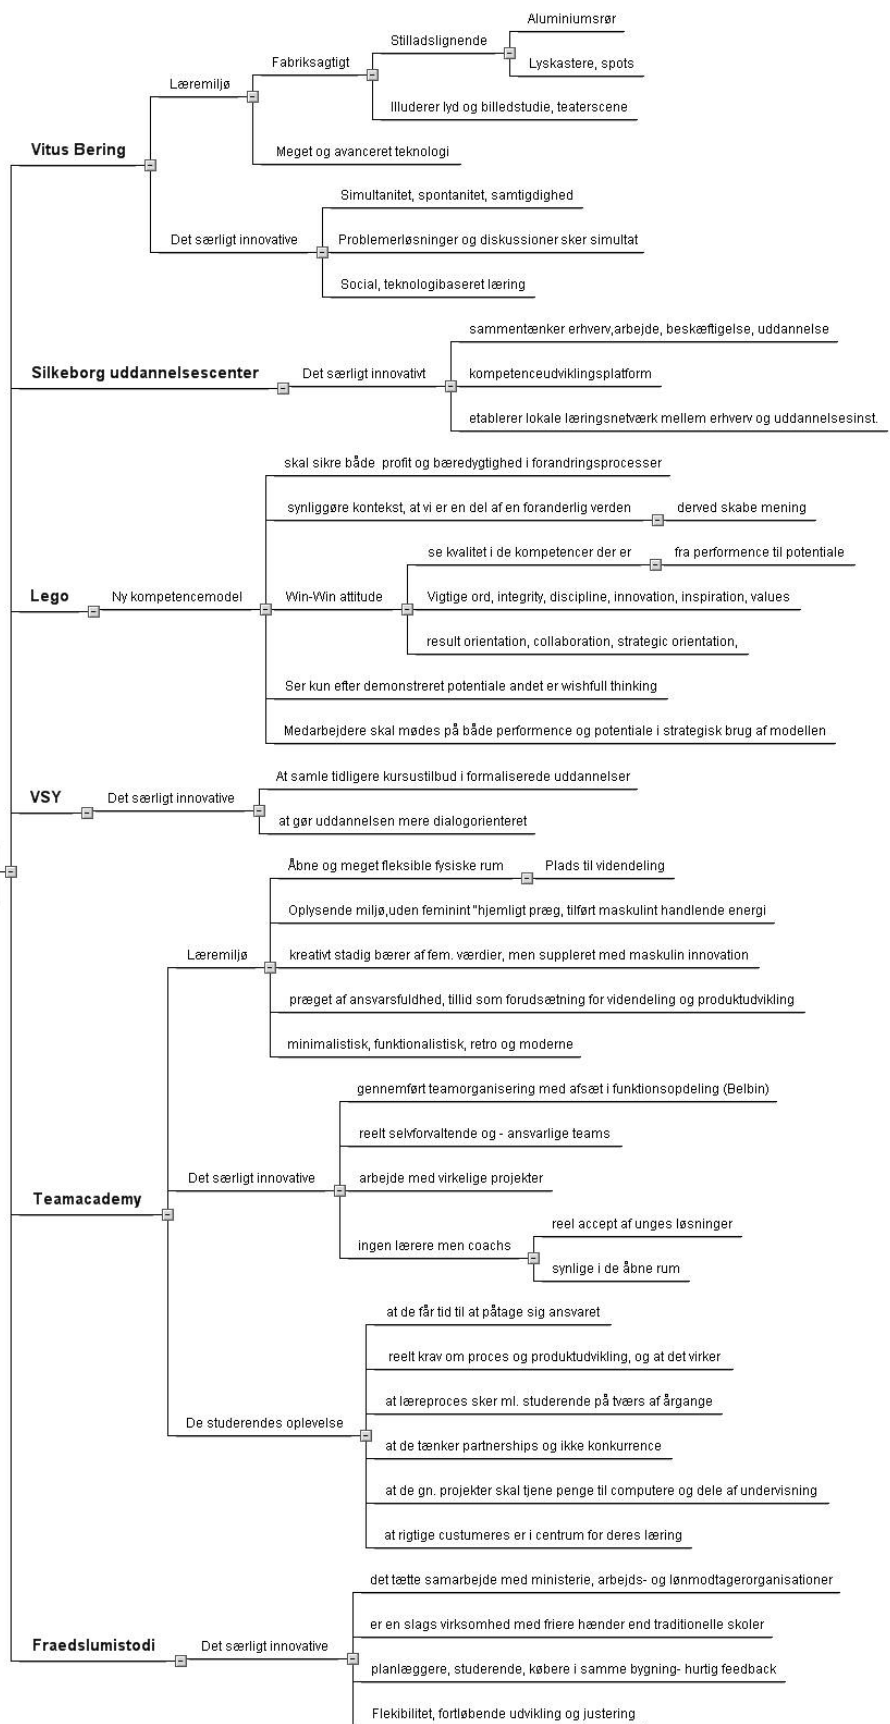 Aluminiumsrør
Stilladslignende
Lyskastere, spots
Fabriksagtigt
Illuderer lyd og billedstudie, teaterscene
Læremiljø
Meget og avanceret teknologi
Vitus Bering
Simultanitet, spontanitet, samtigdighed
Det særligt innovative
Problemerløsninger og diskussioner sker simultat
Social, teknologibaseret læring
sammentænker erhverv,arbejde, beskæftigelse, uddannelse
Silkeborg uddannelsescenter
Det særligt innovativt
kompetenceudviklingsplatform
etablerer lokale læringsnetværk mellem erhverv og uddannelsesinst.
skal sikre både profit og bæredygtighed i forandringsprocesser
synliggøre kontekst, at vi er en del af en foranderlig verden
derved skabe mening
se kvalitet i de kompetencer der er
fra performence til potentiale
Lego
Ny kompetencemodel
Win-Win attitude
Vigtige ord, integrity, discipline, innovation, inspiration, values
result orientation, collaboration, strategic orientation,
Ser kun efter demonstreret potentiale andet er wishfull thinking
Medarbejdere skal mødes på både performence og potentiale i strategisk brug af modellen
At samle tidligere kursustilbud i formaliserede uddannelser
VSY
Det særligt innovative
at gør uddannelsen mere dialogorienteret
Åbne og meget fleksible fysiske rum
Plads til videndeling
Oplysende miljø,uden feminint "hjemligt præg, tilført maskulint handlende energi
Læremiljø
kreativt stadig bærer af fem. værdier, men suppleret med maskulin innovation
præget af ansvarsfuldhed, tillid som forudsætning for videndeling og produktudvikling
minimalistisk, funktionalistisk, retro og moderne
gennemført teamorganisering med afsæt i funktionsopdeling (Belbin)
reelt selvforvaltende og - ansvarlige teams
Det særligt innovative
arbejde med virkelige projekter
Teamacademy
reel accept af unges løsninger
ingen lærere men coachs
synlige i de åbne rum
at de får tid til at påtage sig ansvaret
reelt krav om proces og produktudvikling, og at det virker
at læreproces sker ml. studerende på tværs af årgange
De studerendes oplevelse
at de tænker partnerships og ikke konkurrence
at de gn. projekter skal tjene penge til computere og dele af undervisning
at rigtige custumeres er i centrum for deres læring
det tætte samarbejde med ministerie, arbejds- og lønmodtagerorganisationer
er en slags virksomhed med friere hænder end traditionelle skoler
Fraedslumistodi
Det særligt innovative
planlæggere, studerende, købere i samme bygning- hurtig feedback
Flekibilitet, fortløbende udvikling og justering